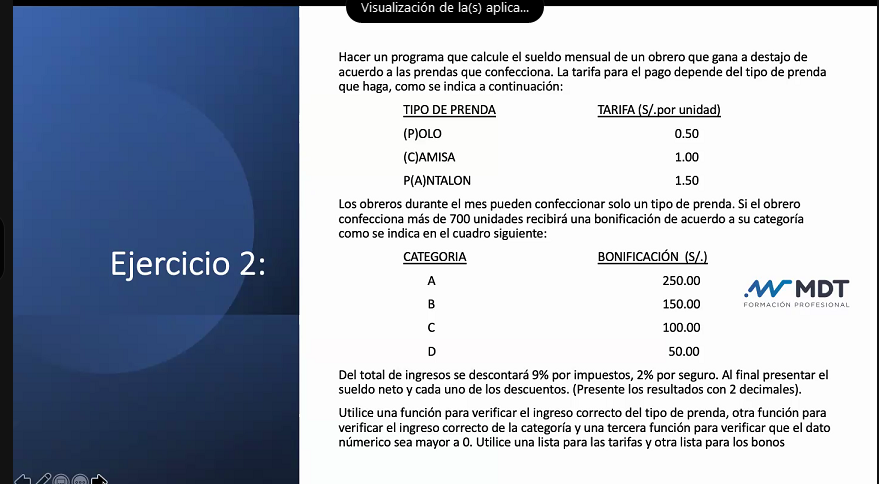 Visualización de la(s) aplica...
Hacer un programa que calcule el sueldo mensual de un obrero que gana a destajo de
acuerdo a las prendas que confecciona. La tarifa para el pago depende del tipo de prenda
que haga, como se indica a continuación:
TIPO DE PRENDA TARIFA (S/.por unidad)
(P)OLO 0.50
(C)AMISA 1.00
P(A)NTALON 1.50
Los obreros durante el mes pueden confeccionar solo un tipo de prenda. Si el obrero
confecciona más de 700 unidades recibirá una bonificación de acuerdo a su categoría
como se indica en el cuadro siguiente:
Ejercicio 2:
CATEGORIA BONIFICACIÓN (S/.)
A 250.00
B 150.00
C 100.00
D 50.00
MDT
FORMACIÓN PROFESIONAL
Del total de ingresos se descontará 9% por impuestos, 2% por seguro. Al final presentar el
sueldo neto y cada uno de los descuentos. (Presente los resultados con 2 decimales).
Utilice una función para verificar el ingreso correcto del tipo de prenda, otra función para
verificar el ingreso correcto de la categoría y una tercera función para verificar que el dato
númerico sea mayor a 0. Utilice una lista para las tarifas y otra lista para los bonos